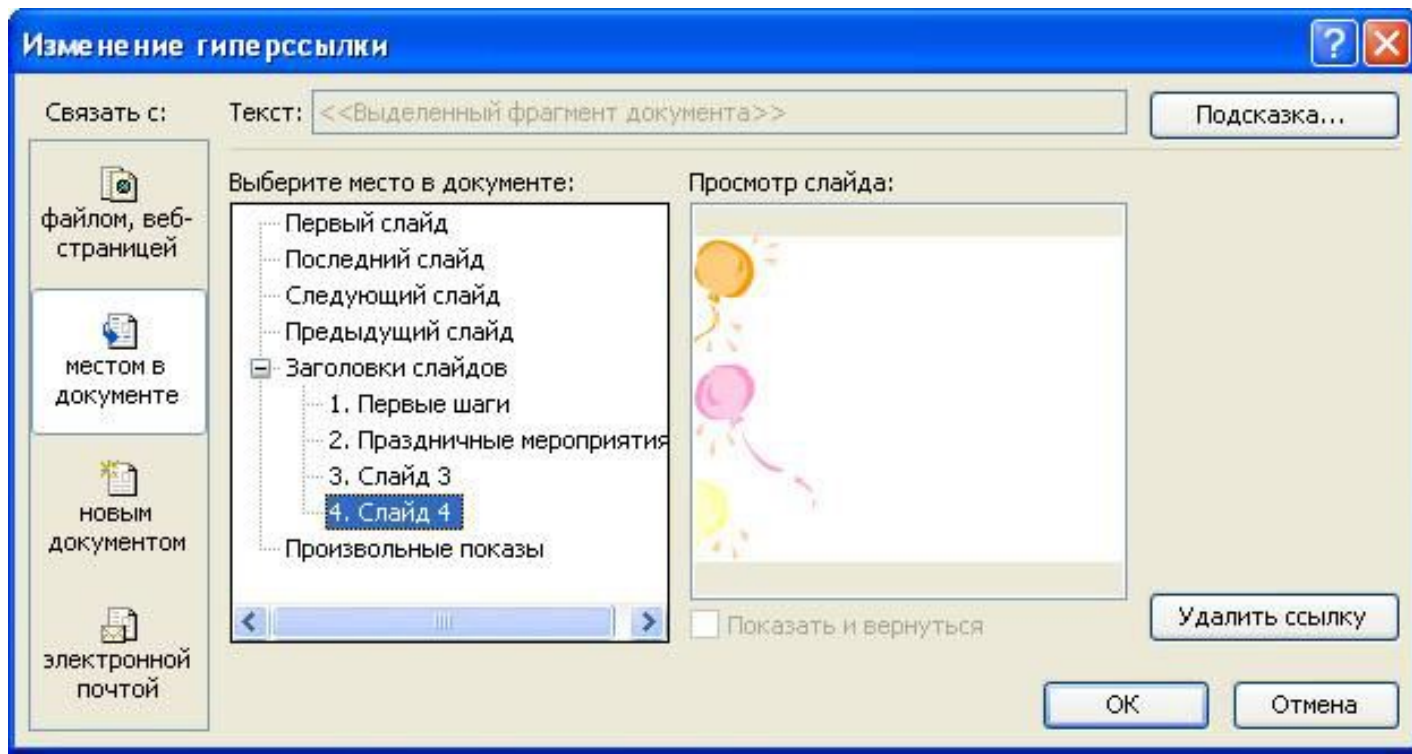 Изменение гиперссылки
Связать с:
Текст: <<Выделенный фрагмент документа>>
Подсказка...
файлом, веб-
страницей
местом в
документе
новым
документом
электронной
почтой
Выберите место в документе:
Первый слайд
Последний слайд
Следующий слайд
Предыдущий слайд
Заголовки слайдов
1. Первые шаги
2. Праздничные мероприятия
3. Слайд 3
4. Слайд 4
Произвольные показы
Просмотр слайда:
Показать и вернуться
Удалить ссылку
ОК
Отмена